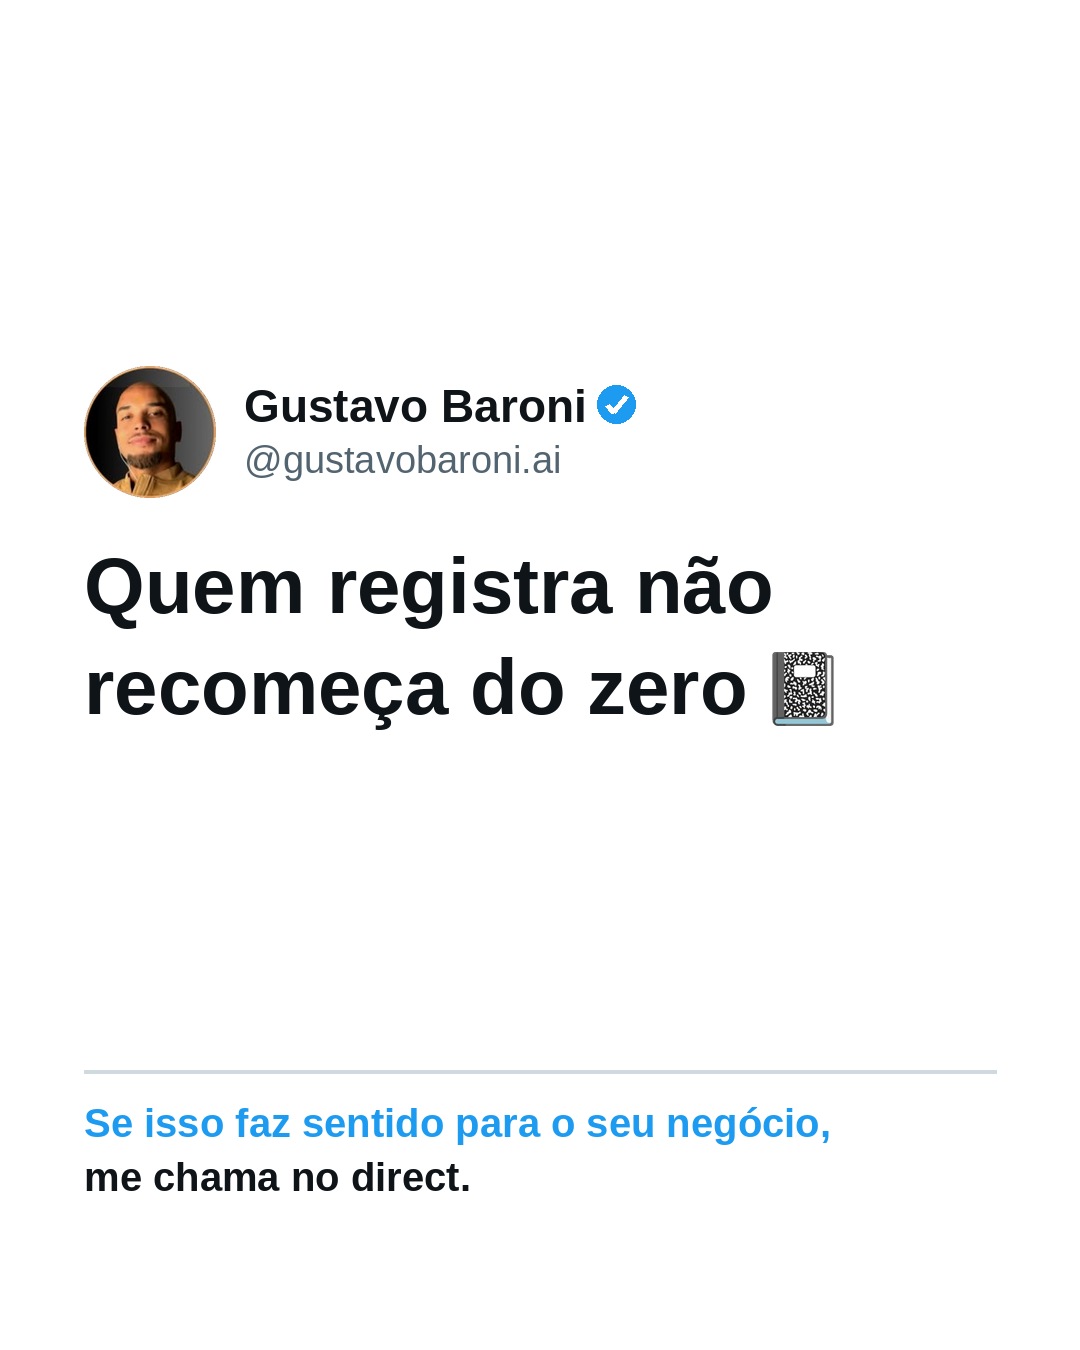 Gustavo Baroni
@gustavobaroni.ai
Quem registra não
recomeça do zero 📓
Se isso faz sentido para o seu negócio,
me chama no direct.